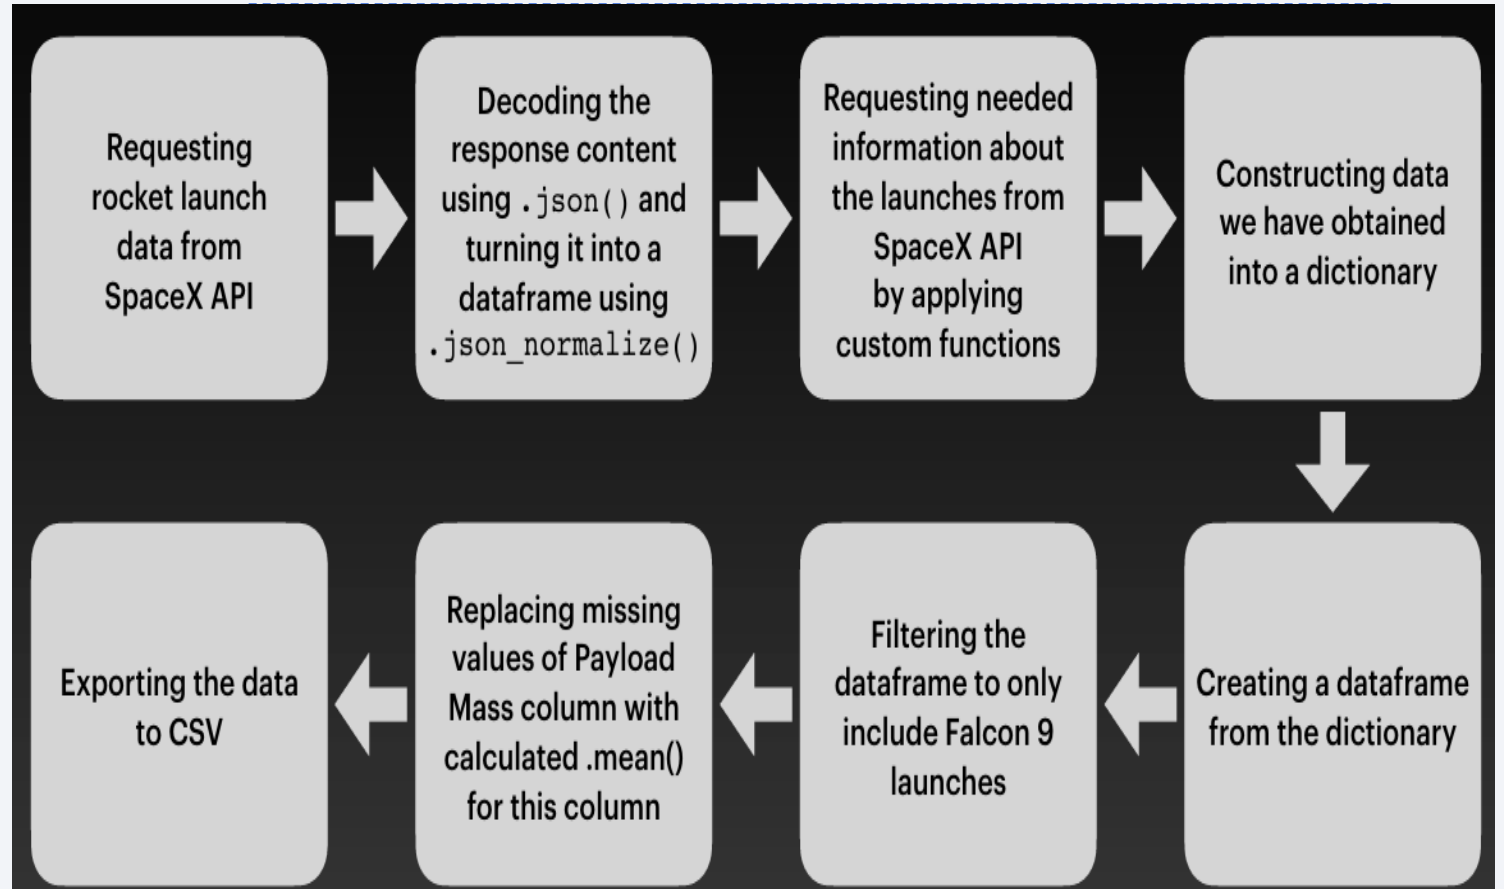 Requesting
rocket launch
data from
SpaceX API
Decoding the
response content
using .json() and
turning it into a
dataframe using
.json_normalize()
Requesting needed
information about
the launches from
SpaceX API
by applying
custom functions
Constructing data
we have obtained
into a dictionary
Creating a dataframe
from the dictionary
Filtering the
dataframe to only
include Falcon 9
launches
Replacing missing
values of Payload
Mass column with
calculated .mean()
for this column
Exporting the data
to CSV